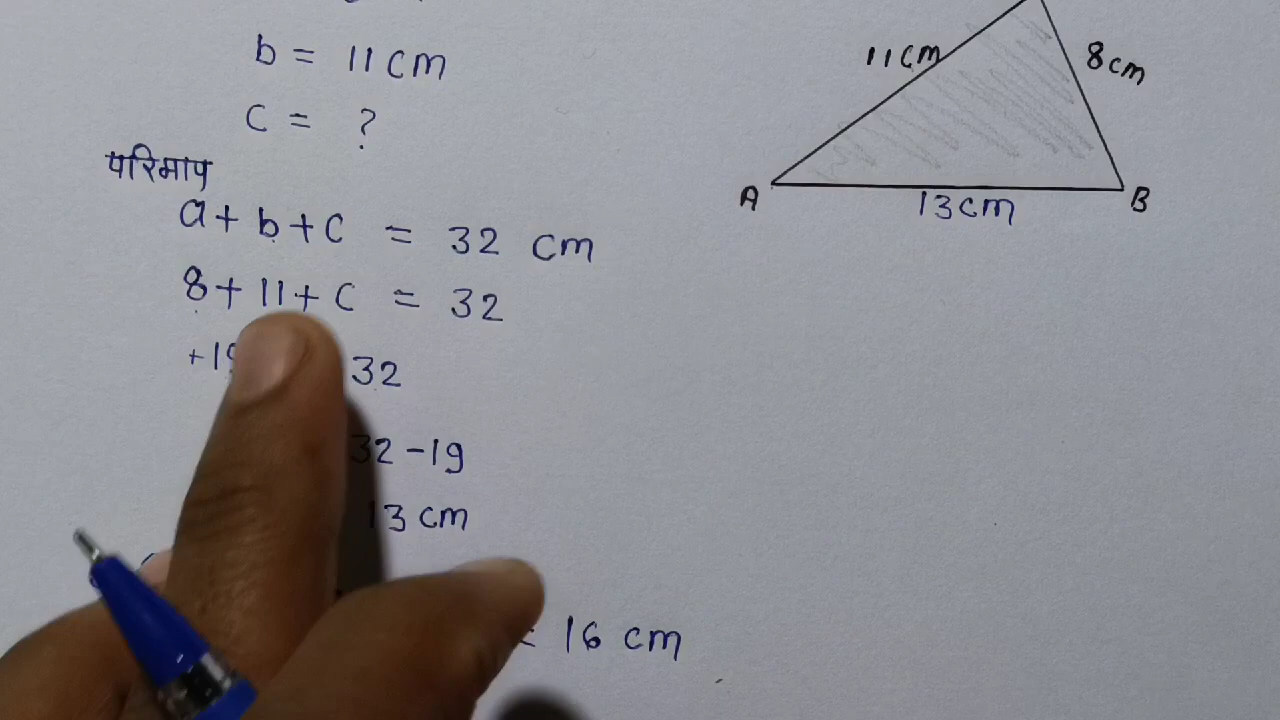 b = 11 cm
c = ?
परिमाप
a + b + c = 32 cm
8 + 11 + c = 32
+19 32
32 - 19
13 cm
= 16 cm
11 cm
8 cm
A
13 cm
B